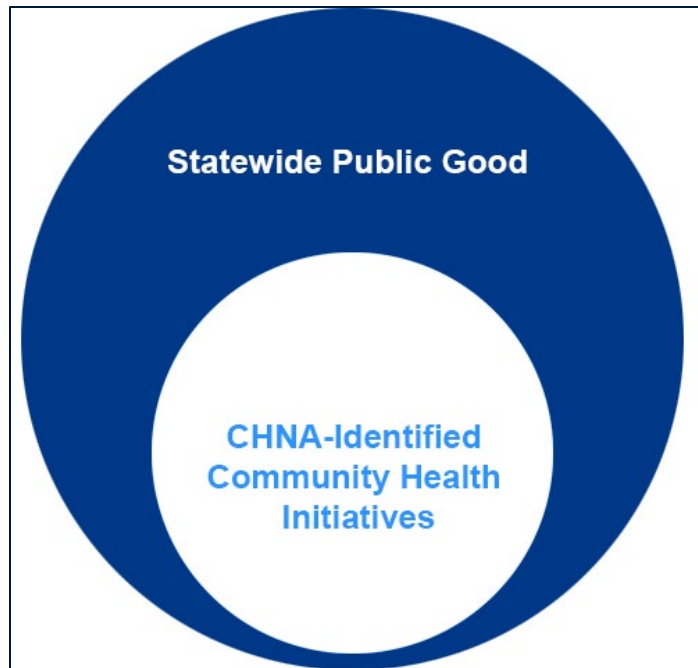 Statewide Public Good
CHNA-Identified
Community Health
Initiatives